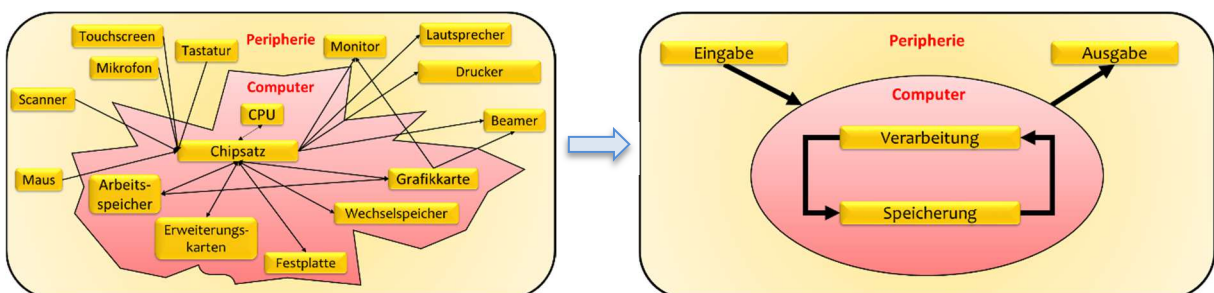 Touchscreen
Tastatur
Peripherie
Monitor
Lautsprecher
Mikrofon
Drucker
Scanner
Computer
CPU
Beamer
Chipsatz
Maus
Arbeits-
speicher
Grafikkarte
Wechselspeicher
Erweiterungs-
karten
Festplatte
Eingabe
Peripherie
Ausgabe
Computer
Verarbeitung
Speicherung